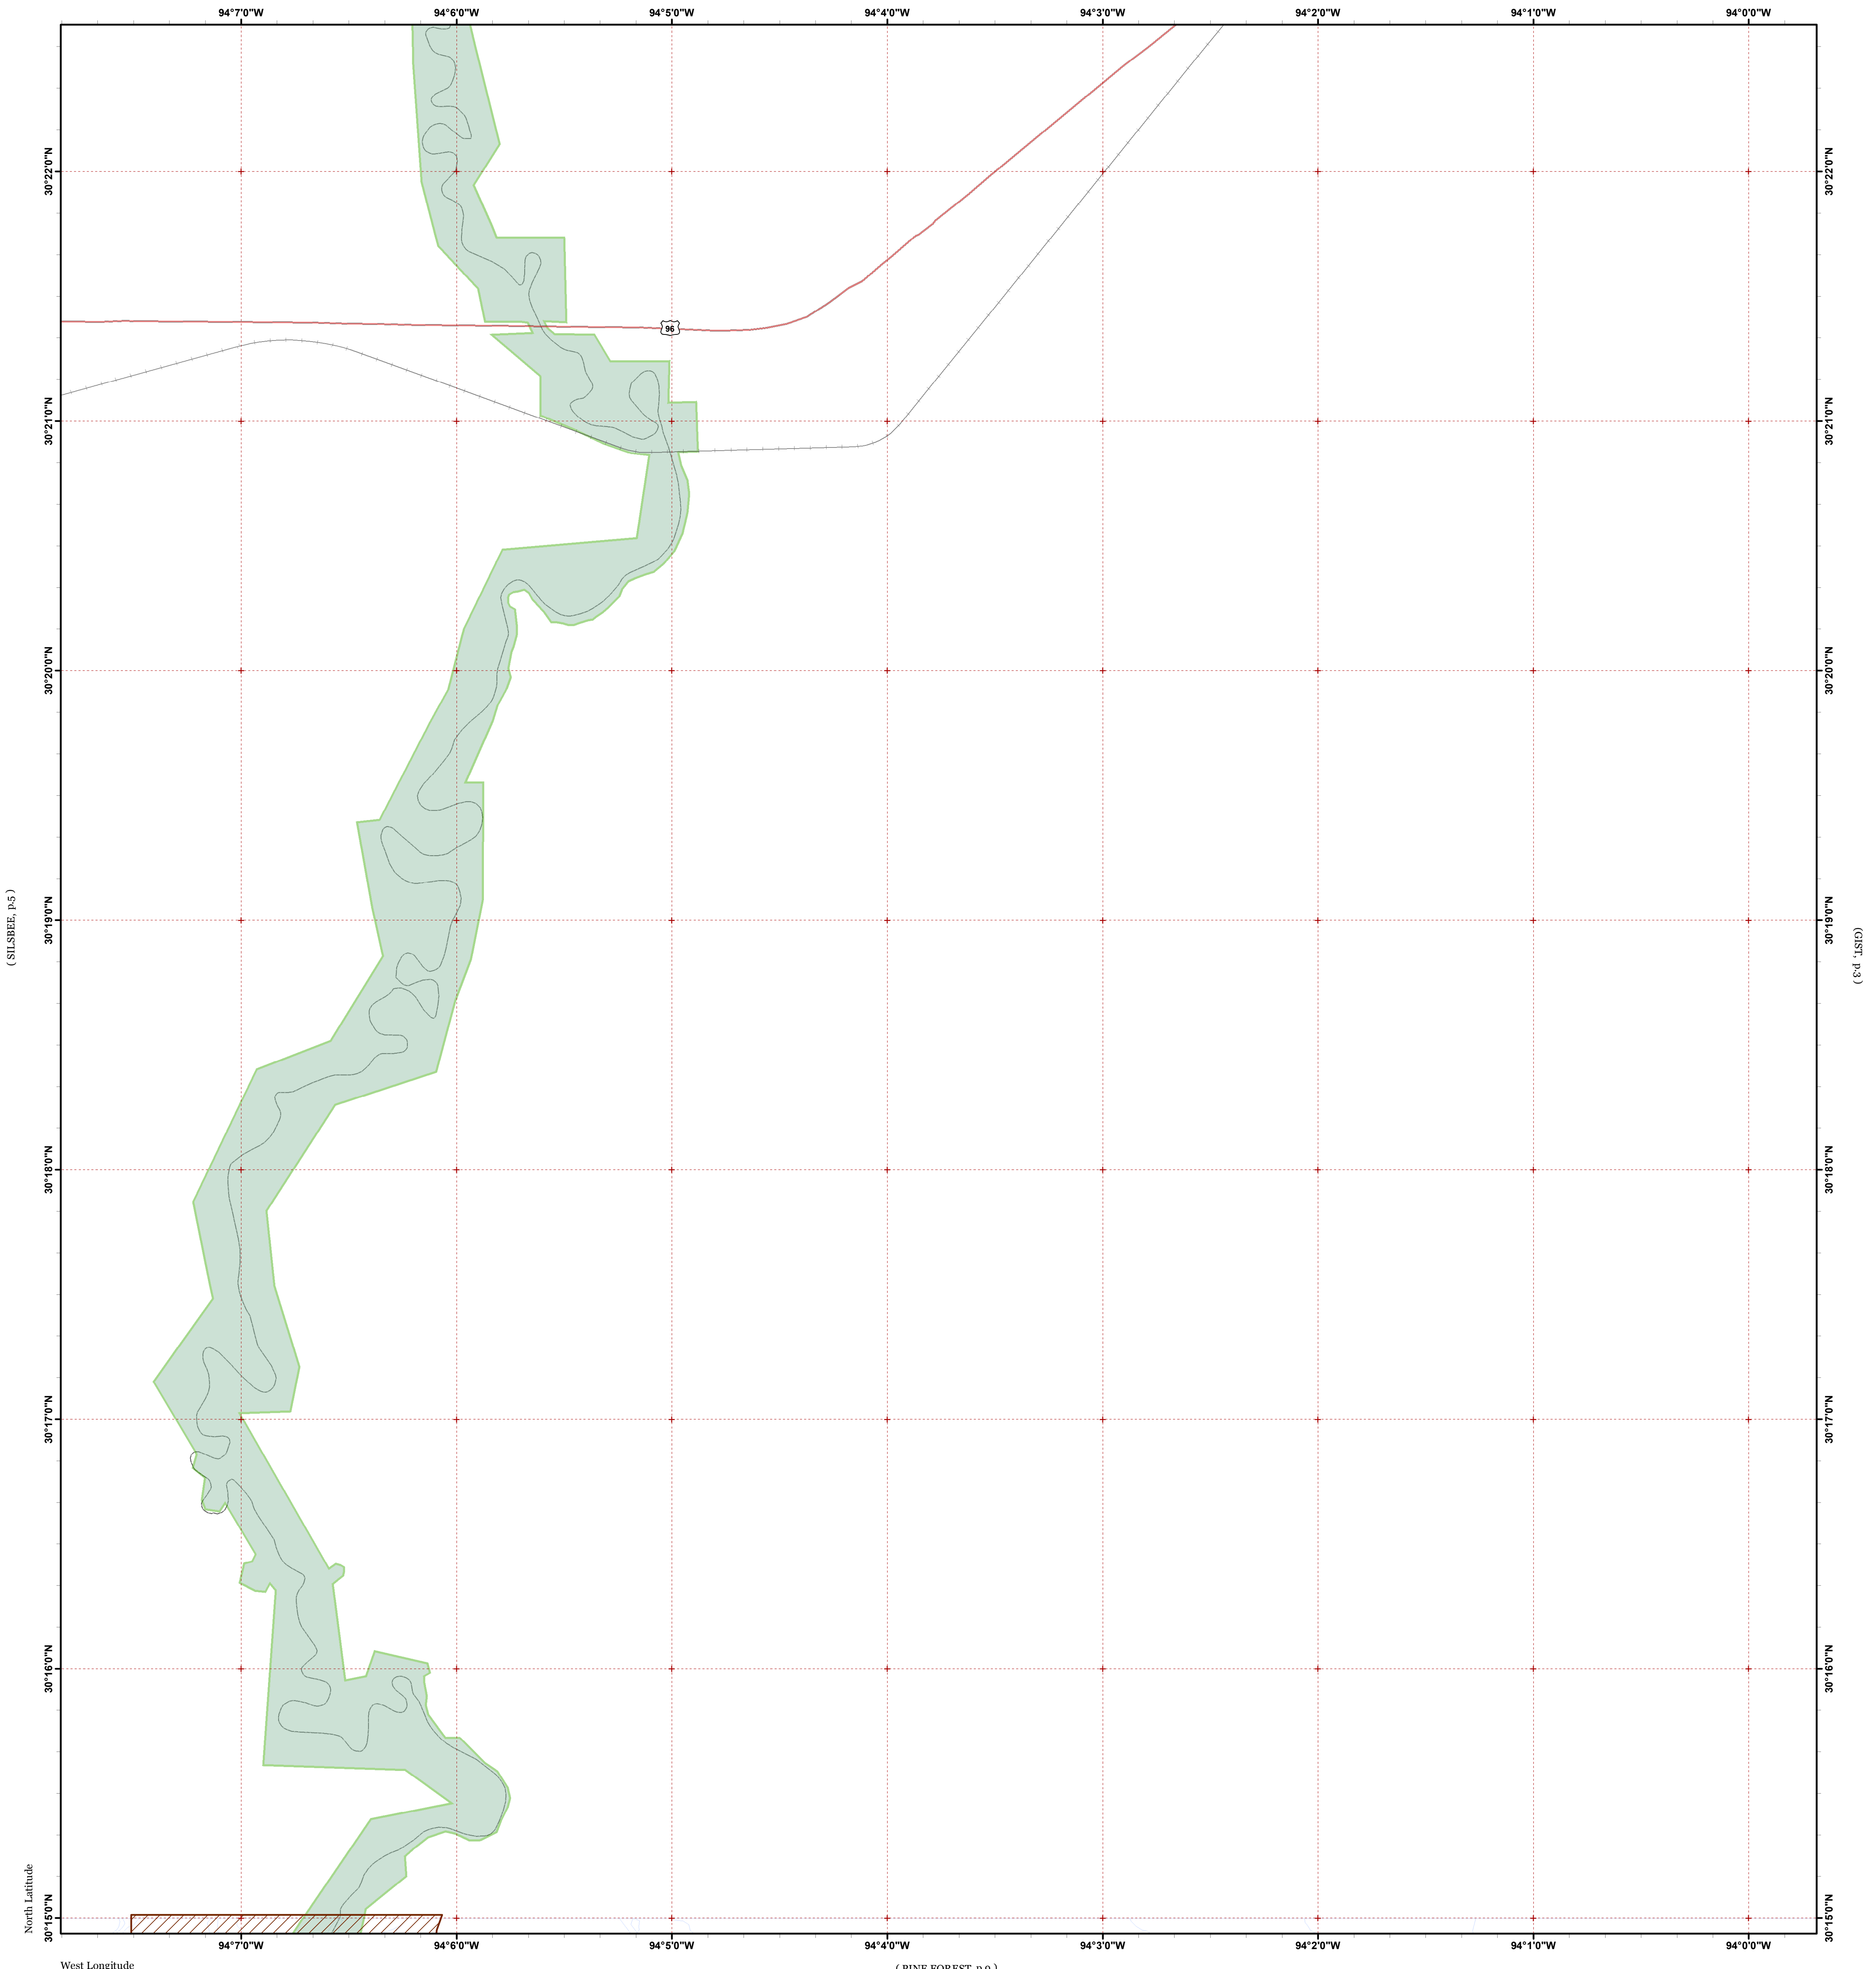 94°7'0"W 94°6'0"W 94°5'0"W 94°4'0"W 94°3'0"W 94°2'0"W 94°1'0"W 94°0'0"W
30°22'0"N 30°22'0"N
96
30°21'0"N 30°21'0"N
30°20'0"N 30°20'0"N
( SILSBEE, p.5 )
30°19'0"N 30°19'0"N
(GIST, p.3 )
30°18'0"N 30°18'0"N
30°17'0"N 30°17'0"N
30°16'0"N 30°16'0"N
North Latitude
30°15'0"N 30°15'0"N
94°7'0"W 94°6'0"W 94°5'0"W 94°4'0"W 94°3'0"W 94°2'0"W 94°1'0"W 94°0'0"W
West Longitude
( PINE FOREST, p.9 )